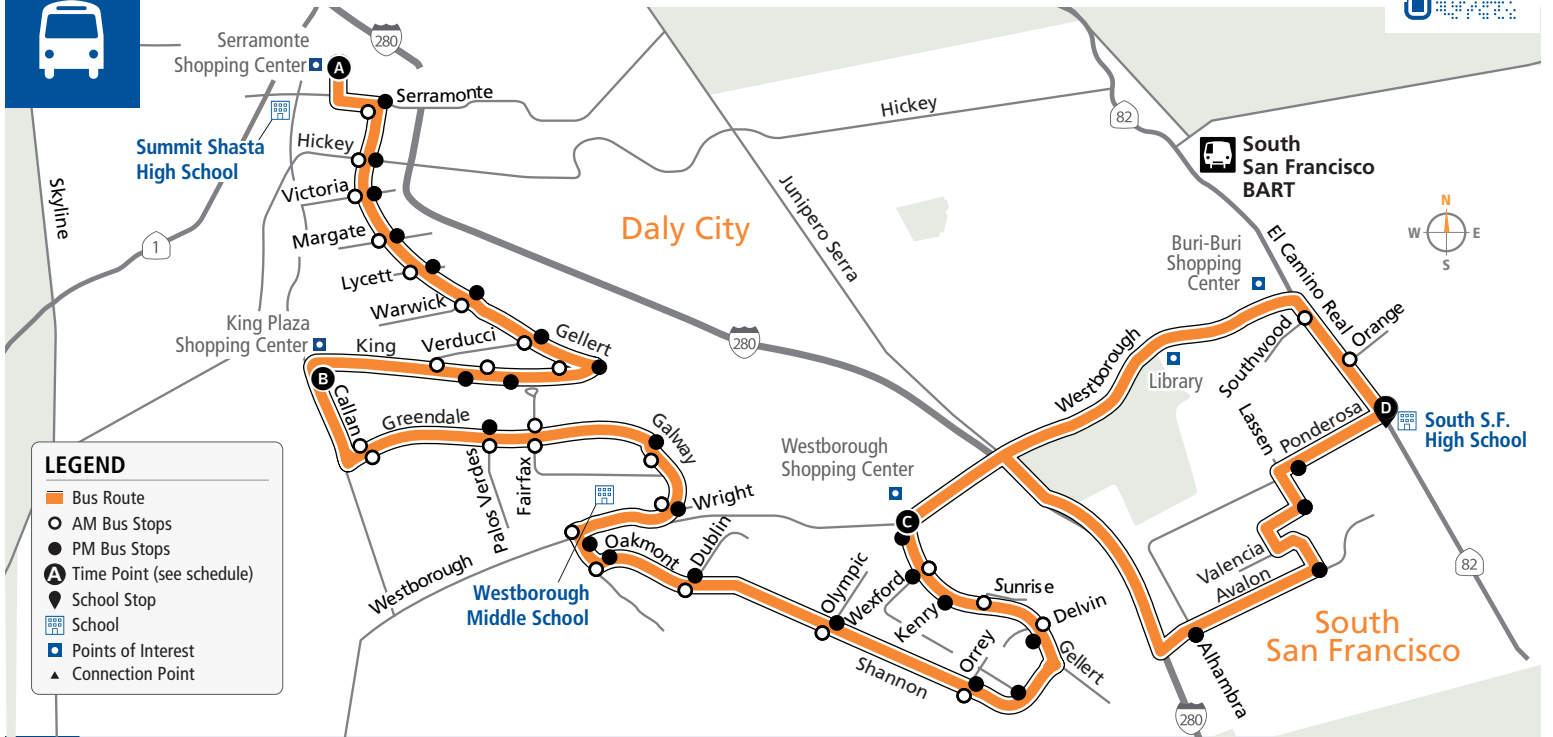 Serramonte
Shopping Center
A
280
Serramonte
Summit Shasta
High School
Hickey
Hickey
82
South
San Francisco
BART
Skyline
Victoria
1
Margate
Lycett
Warwick
Daly City
Junipero Serra
N
W
E
S
Buri-Buri
Shopping
Center
El Camino Real
King Plaza
Shopping Center
King
Verducci
Gellert
280
B
Callan
Greendale
Galway
Palos Verdes
Fairfax
Wright
Westborough
Library
Southwood
Orange
D
South S.F.
High School
Lassen
Ponderosa
Westborough
Shopping Center
C
LEGEND
Bus Route
AM Bus Stops
PM Bus Stops
A Time Point (see schedule)
School Stop
School
Points of Interest
Connection Point
Westborough
Oakmont
Dublin
Westborough
Middle School
Olympic
Wexford
Kenry
Sunrise
Delvin
Orrey
Gellert
Shannon
Valencia
Avalon
82
South
San Francisco
Alhambra
280